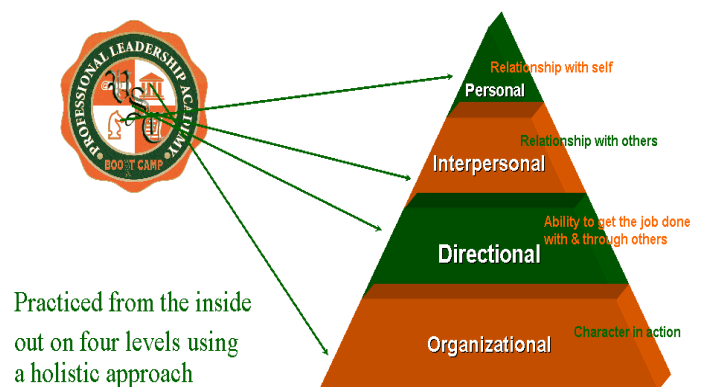 PROFESSIONAL LEADERSHIP ACADEMY
BOOT CAMP
Relationship with self
Personal
Relationship with others
Interpersonal
Ability to get the job done
with & through others
Directional
Character in action
Organizational
Practiced from the inside
out on four levels using
a holistic approach